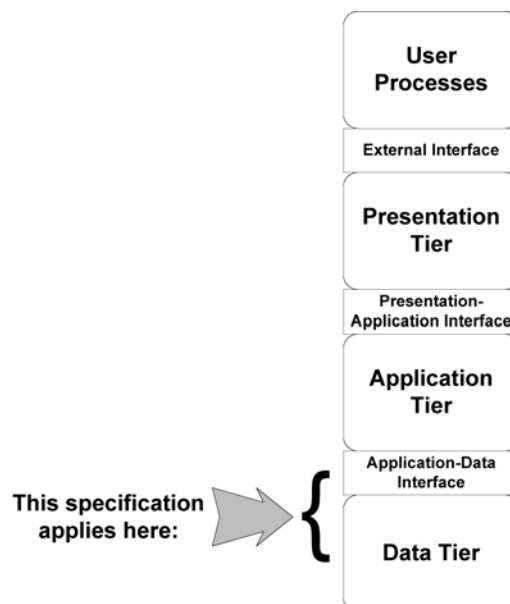 User
Processes
External Interface
Presentation
Tier
Presentation-
Application Interface
Application
Tier
Application-Data
Interface
This specification
applies here:
{
Data Tier